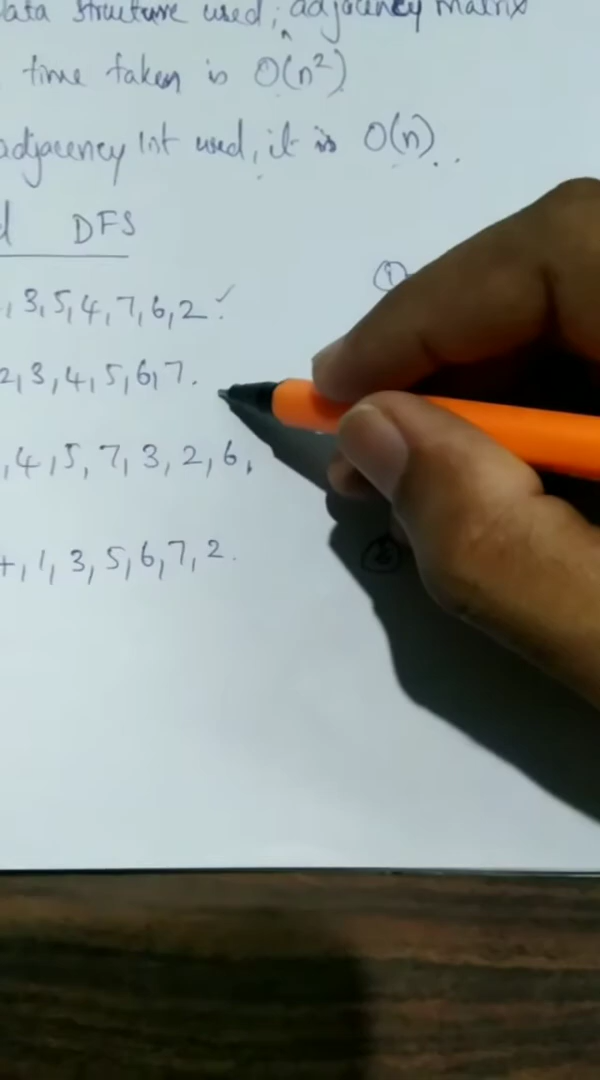 data structure used, adjacency matrix
time taken is O(n²)
adjacency list used, it is O(n)..
DFS
, 3, 5, 4, 7, 6, 2 ✓
2, 3, 4, 5, 6, 7.
, 4, 5, 7, 3, 2, 6,
, 1, 3, 5, 6, 7, 2.
①